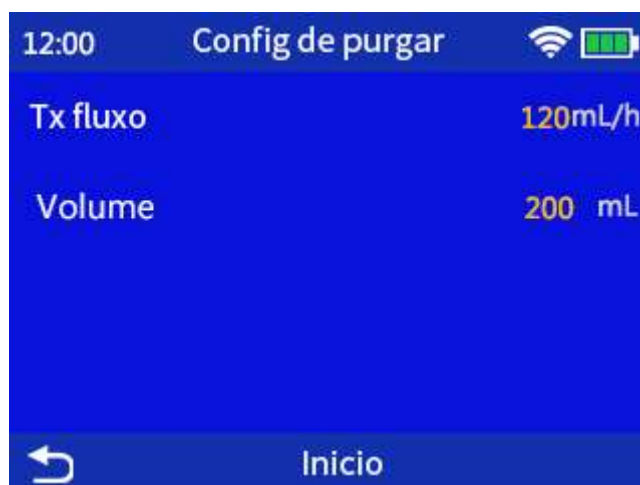 12:00 Config de purgar
Tx fluxo 120mL/h
Volume 200 mL
Inicio